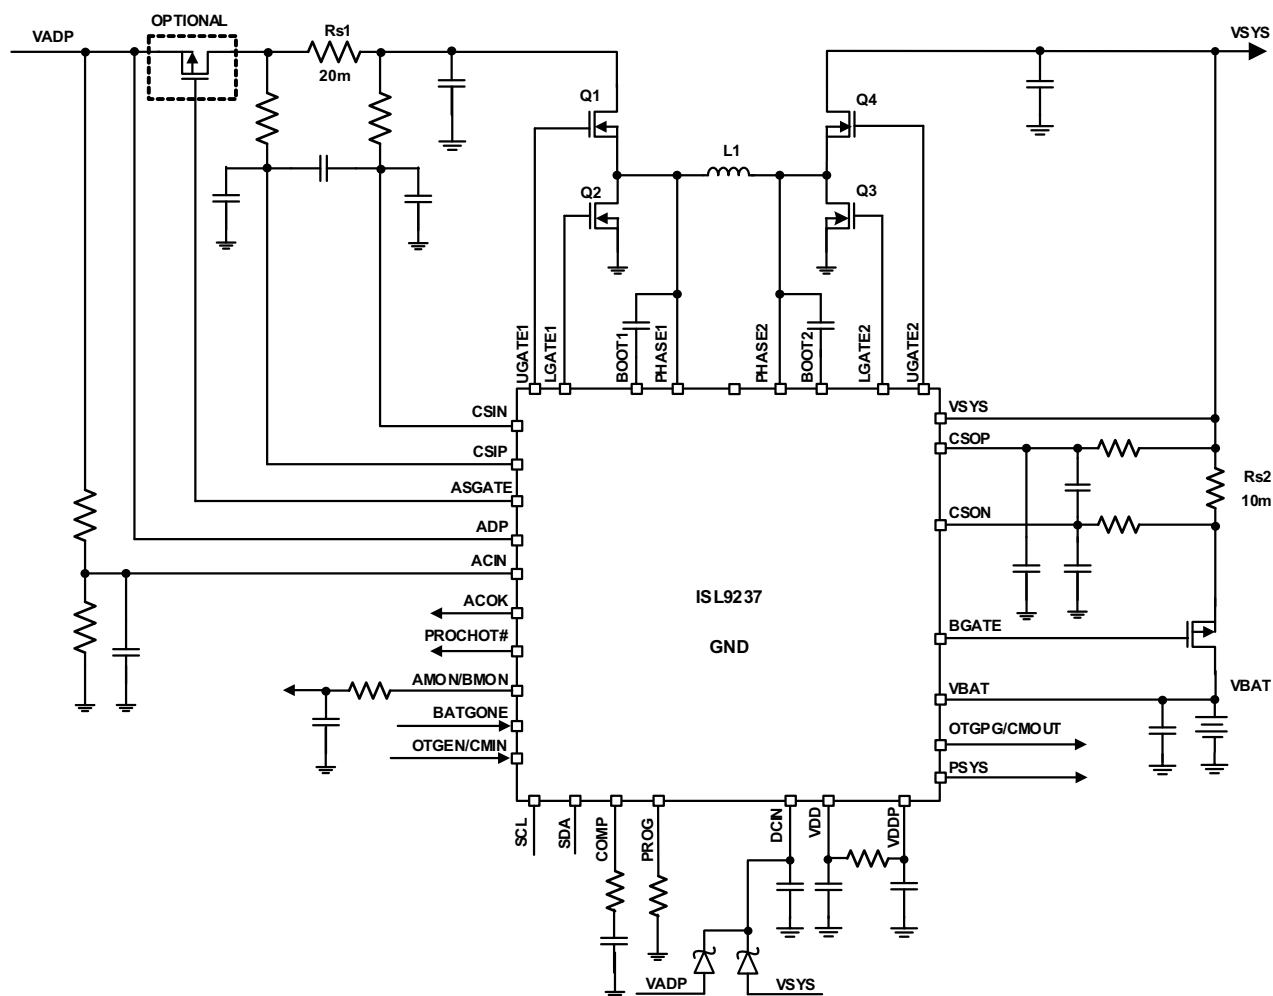 OPTIONAL
VADP
Rs1
20m
VSYS
Q1
Q4
L1
Q2
Q3
UGATE1
LGATE1
BOOT1
PHASE1
PHASE2
BOOT2
LGATE2
UGATE2
CSIN
CSIP
ASGATE
ADP
ACIN
ACOK
PROCHOT#
AMON/BMON
BATGONE
OTGEN/CMIN
ISL9237
GND
VSYS
CSOP
Rs2
10m
CSON
BGATE
VBAT
VBAT
OTGPG/CMOUT
PSYS
SCL
SDA
COMP
PROG
DCIN
VDD
VDDP
VADP
VSYS